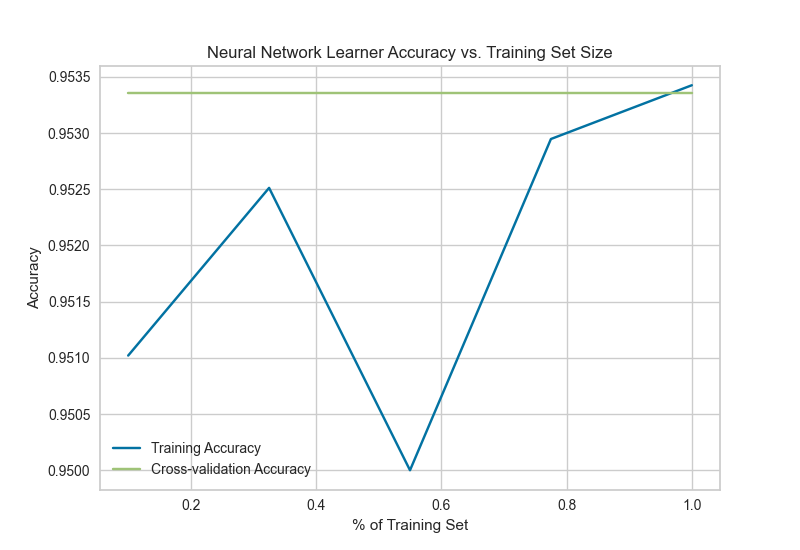 Neural Network Learner Accuracy vs. Training Set Size
0.9535
0.9530
0.9525
0.9520
0.9515
0.9510
0.9505
0.9500
Accuracy
Training Accuracy
Cross-validation Accuracy
0.2 0.4 0.6 0.8 1.0
% of Training Set